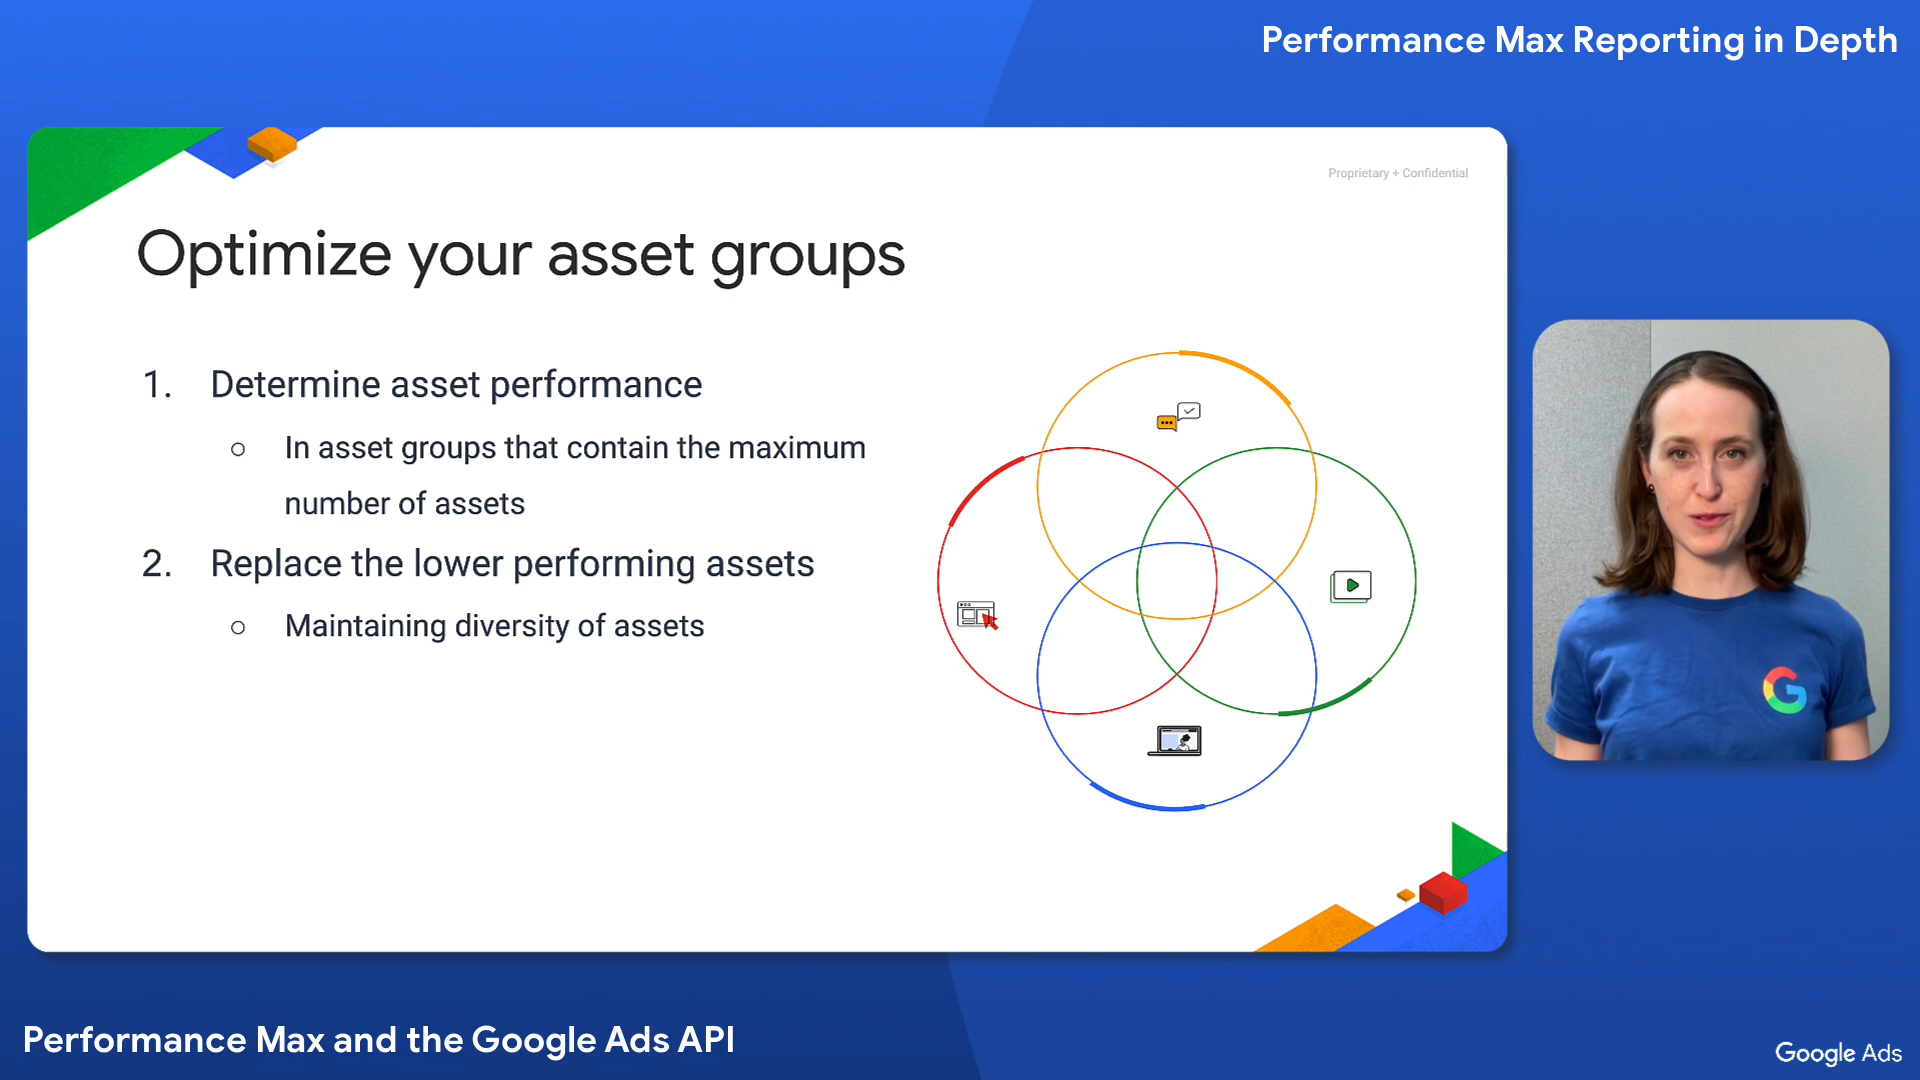 Performance Max Reporting in Depth
Proprietary + Confidential
Optimize your asset groups
1. Determine asset performance
○ In asset groups that contain the maximum
number of assets
2. Replace the lower performing assets
○ Maintaining diversity of assets
Performance Max and the Google Ads API
Google Ads